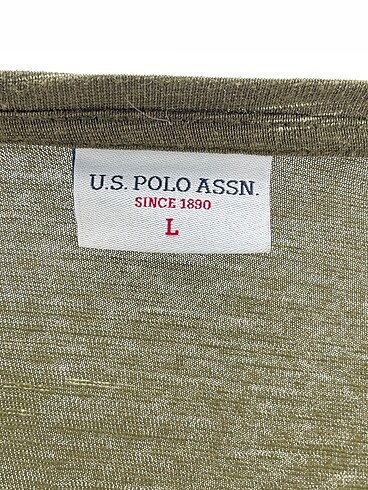 U.S. POLO ASSN.
SINCE 1890
L